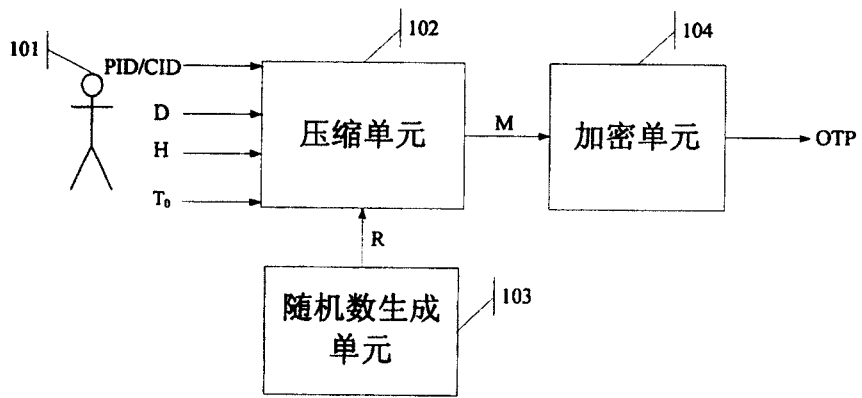 101
PID/CID
D
H
T₀
102
压缩单元
M
104
加密单元
OTP
R
随机数生成
单元
103